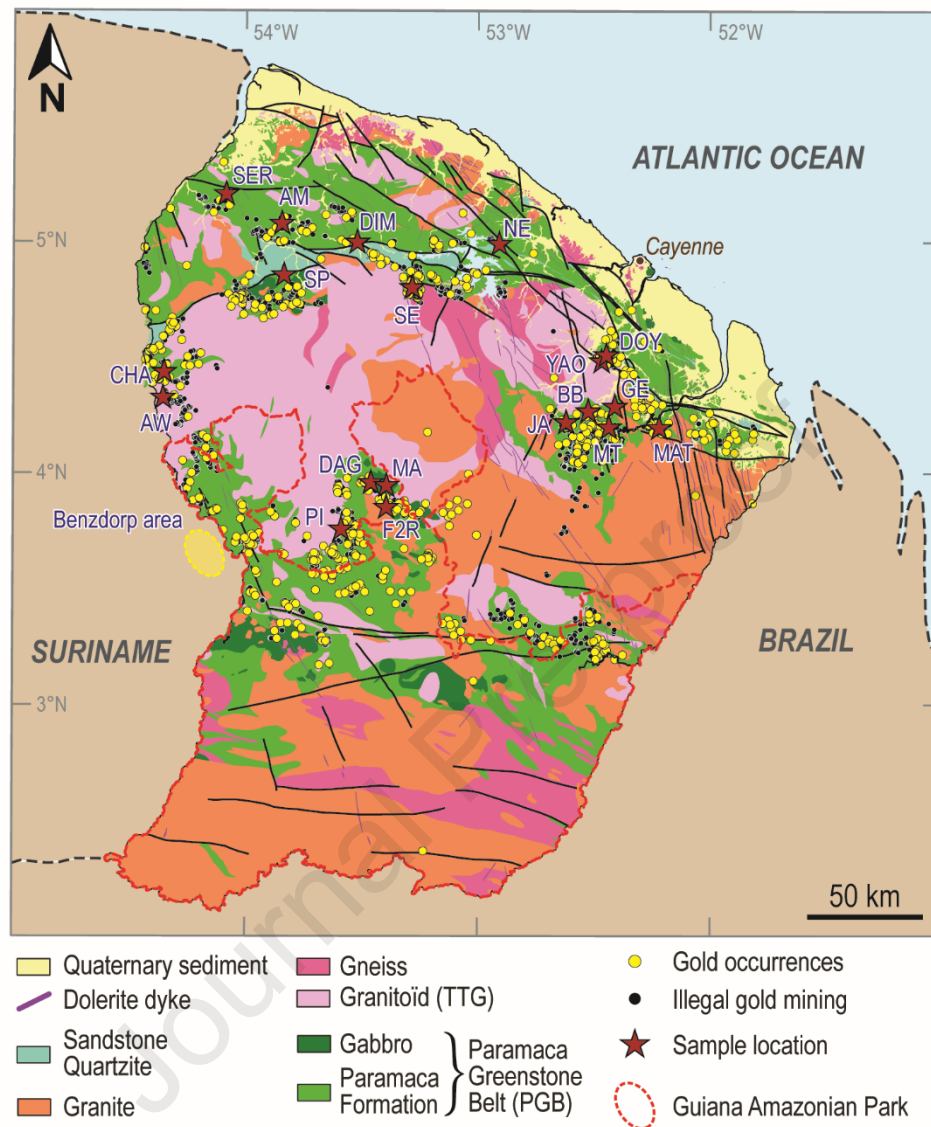 54°W
53°W
52°W
N
ATLANTIC OCEAN
SER
AM
DIM
NE
5°N
Cayenne
SP
SE
DOY
YAO
CHA
BB
GE
AW
JA
MT
MAT
DAG
MA
4°N
PI
F2R
Benzdorp area
SURINAME
BRAZIL
3°N
50 km
Journal Pre-proof
Quaternary sediment
Dolerite dyke
Sandstone
Quartzite
Granite
Gneiss
Granitoïd (TTG)
Gabbro
Paramaca
Formation
Paramaca
Greenstone
Belt (PGB)
Gold occurrences
Illegal gold mining
Sample location
Guiana Amazonian Park